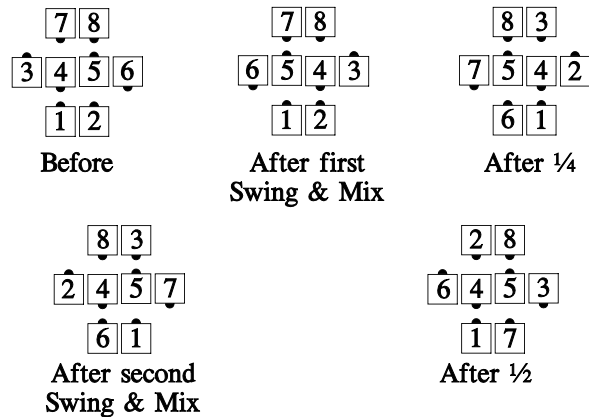 7 8
3 4 5 6
1 2
Before
7 8
6 5 4 3
1 2
After first
Swing & Mix
8 3
7 5 4 2
6 1
After ¼
8 3
2 4 5 7
6 1
After second
Swing & Mix
2 8
6 4 5 3
1 7
After ½